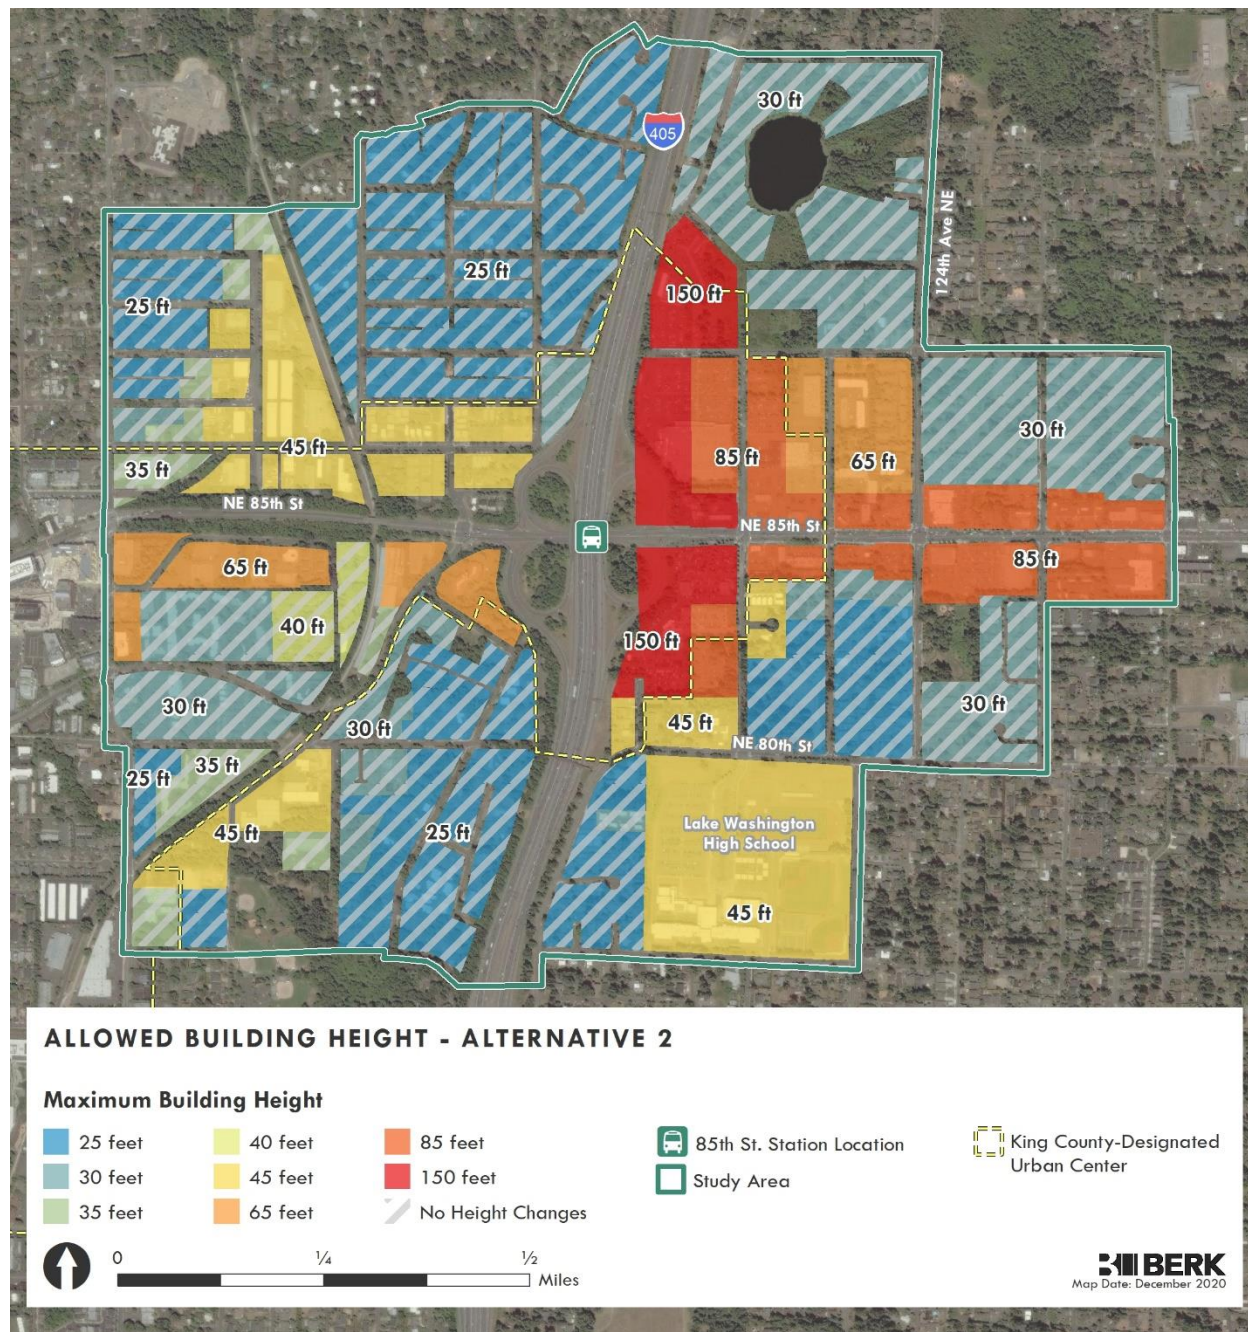 405
30 ft
124th Ave NE
25 ft
25 ft
150 ft
30 ft
45 ft
35 ft
85 ft
65 ft
NE 85th St
NE 85th St
65 ft
85 ft
40 ft
150 ft
30 ft
30 ft
45 ft
30 ft
NE 80th St
25 ft
35 ft
45 ft
25 ft
Lake Washington
High School
45 ft
ALLOWED BUILDING HEIGHT - ALTERNATIVE 2
Maximum Building Height
25 feet
30 feet
35 feet
40 feet
45 feet
65 feet
85 feet
150 feet
No Height Changes
85th St. Station Location
Study Area
King County-Designated
Urban Center
0 1/4 1/2
Miles
BERK
Map Date: December 2020